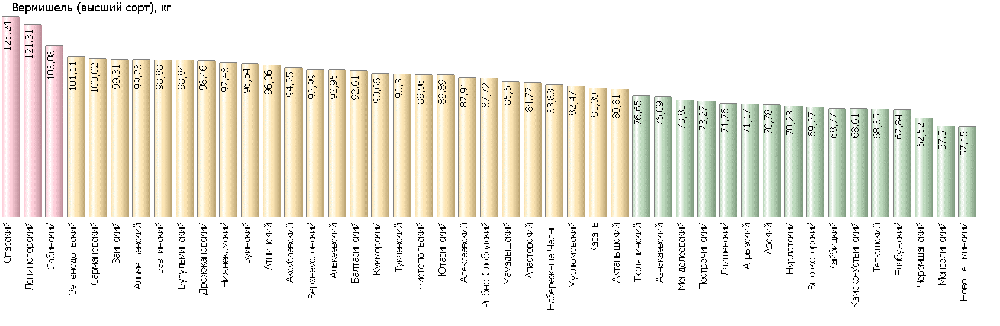 Вермишель (высший сорт), кг
126,24
121,31
108,08
101,11
100,02
99,31
99,23
98,88
98,84
98,46
97,48
96,54
96,06
94,25
92,99
92,95
92,61
90,66
90,3
89,96
89,89
87,91
87,72
85,6
84,77
83,83
82,47
81,39
80,81
76,65
76,09
73,81
73,27
71,76
71,17
70,78
70,23
69,27
68,77
68,61
68,35
67,84
62,52
57,5
57,15
Спасский
Лениногорский
Сабинский
Зеленодольский
Сармановский
Заинский
Альметьевский
Бавлинский
Бугульминский
Дрожжановский
Нижнекамский
Буинский
Атнинский
Аксубаевский
Верхнеуслонский
Алькеевский
Балтасинский
Кукморский
Тукаевский
Чистопольский
Ютазинский
Алексеевский
Рыбно-Слободский
Мамадышский
Апастовский
Набережные Челны
Муслюмовский
Казань
Актанышский
Тюлячинский
Азнакаевский
Менделеевский
Пестречинский
Лаишевский
Агрызский
Арский
Нурлатский
Высокогорский
Кайбицкий
Камско-Устьинский
Тетюшский
Елабужский
Черемшанский
Мензелинский
Новошешминский